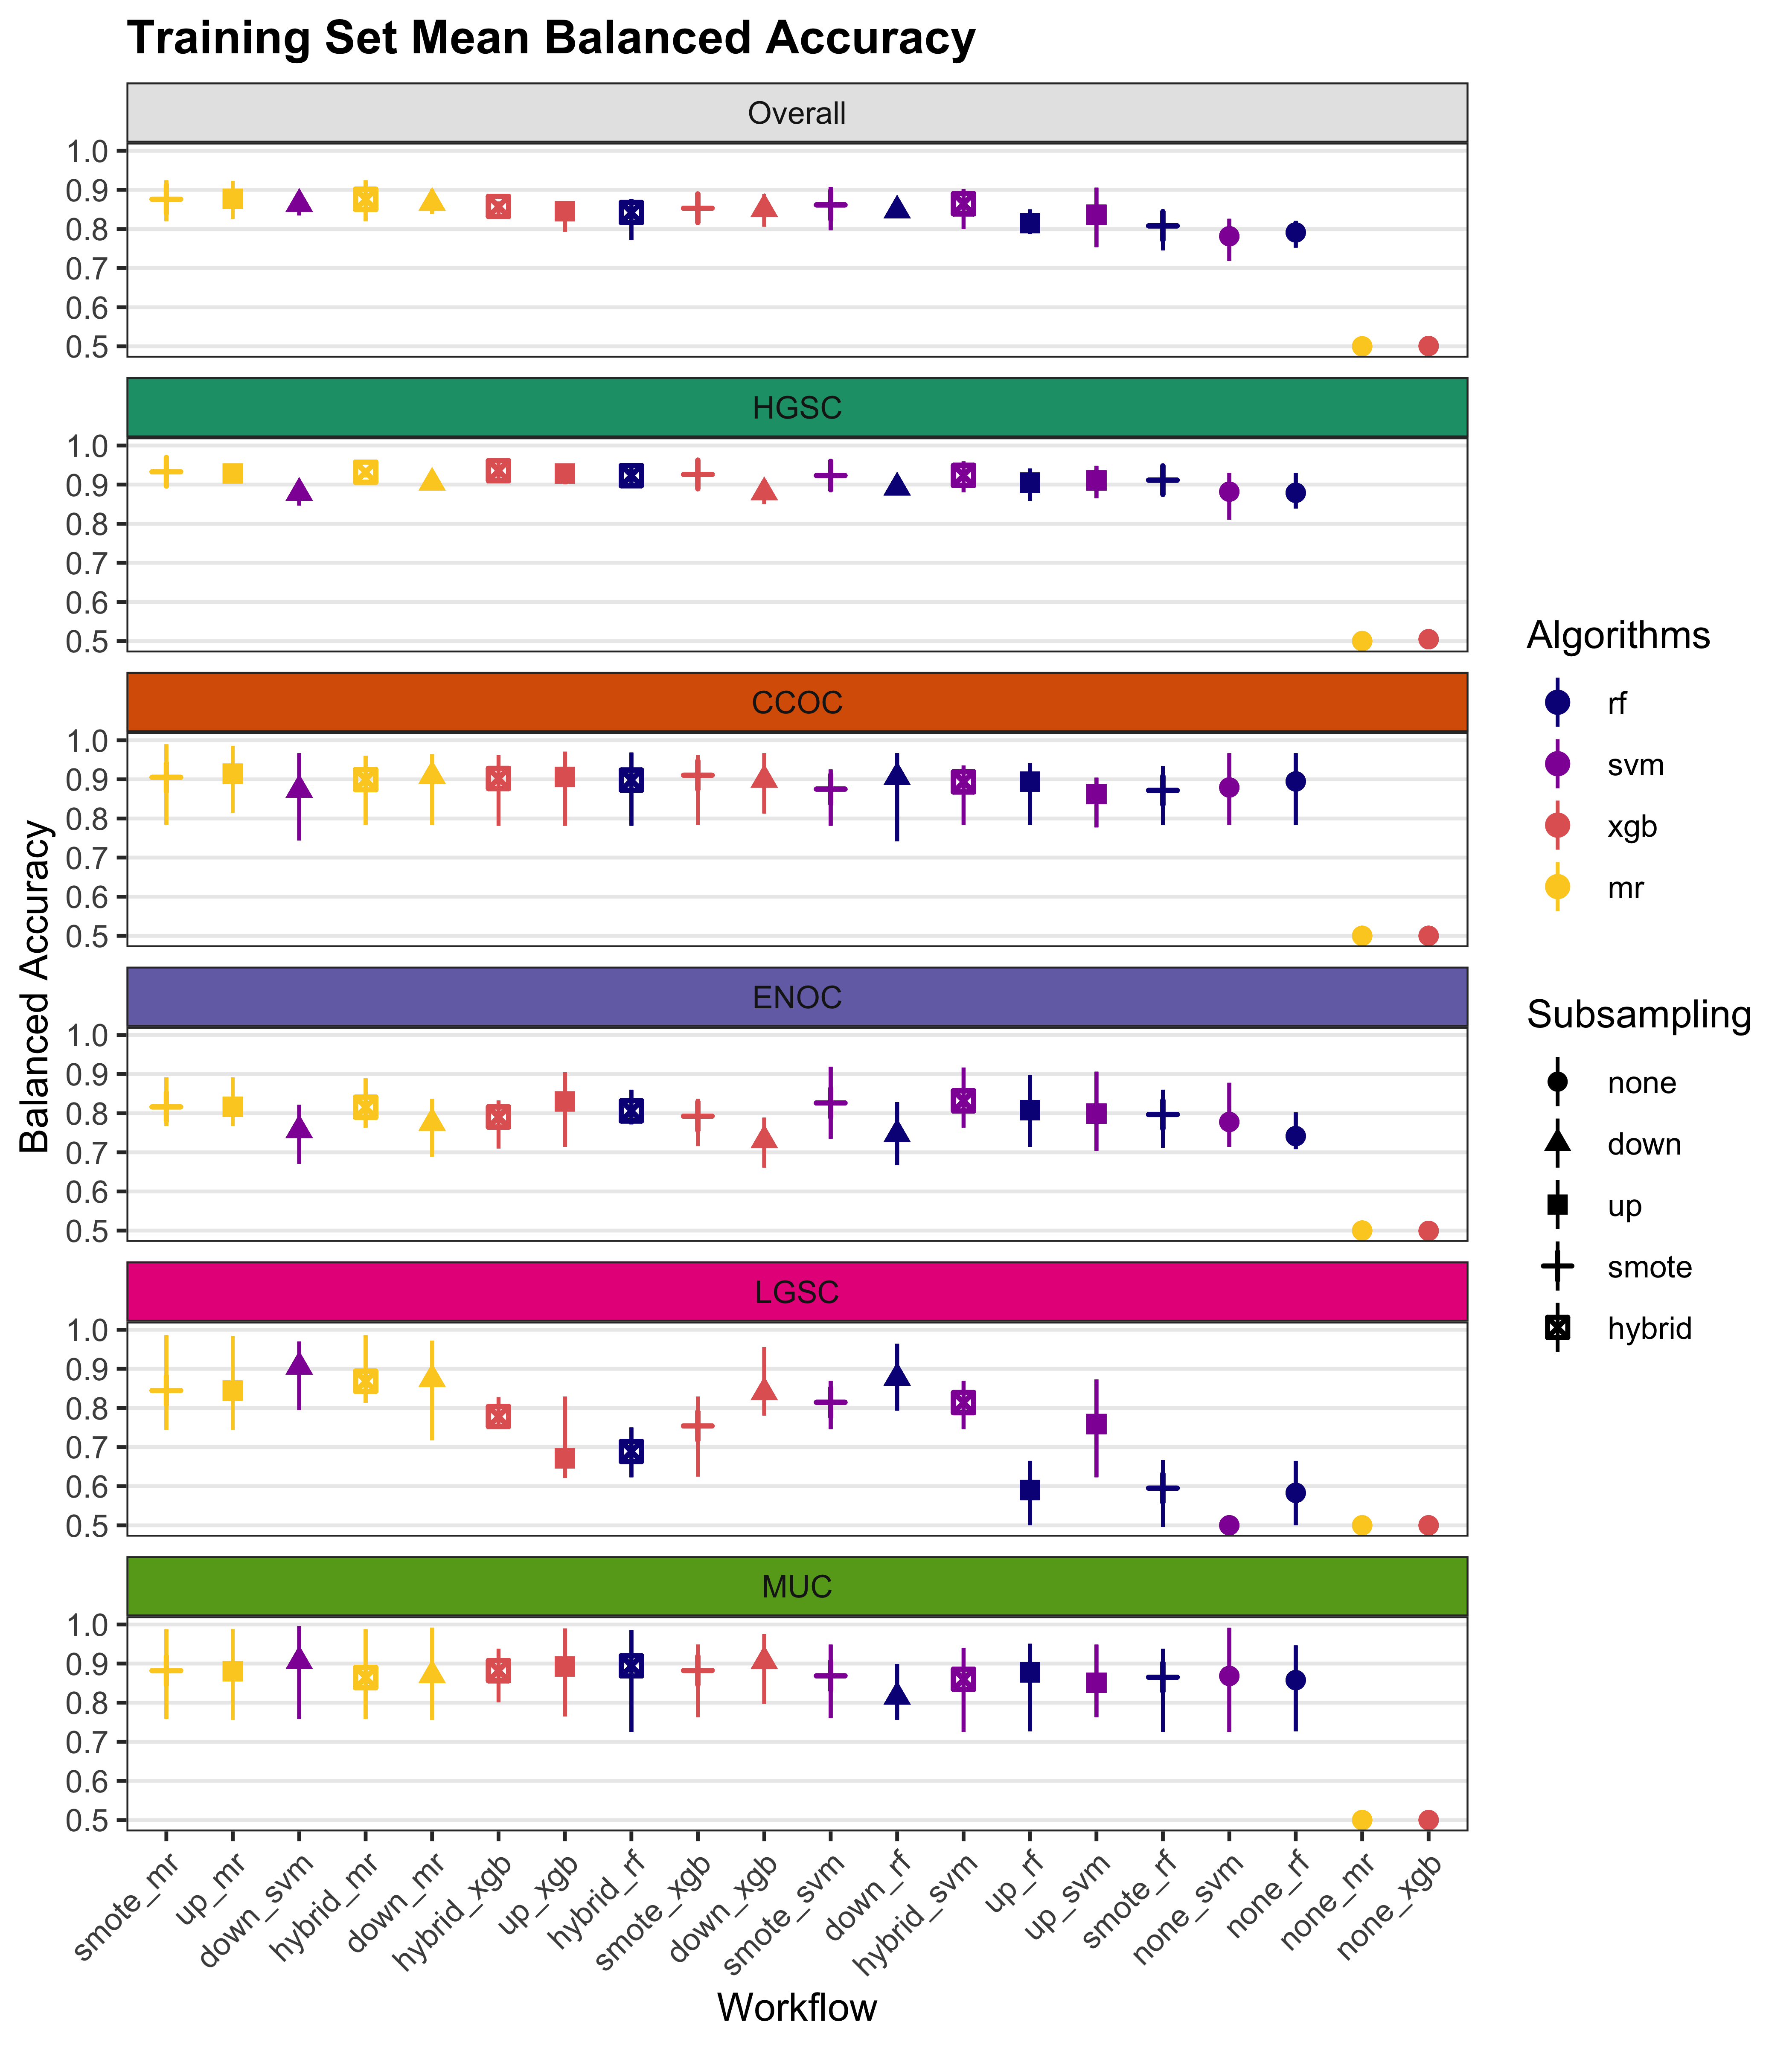 Training Set Mean Balanced Accuracy
Overall
1.0
0.9
0.8
0.7
0.6
0.5
HGSC
1.0
0.9
0.8
0.7
0.6
0.5
CCOC
1.0
0.9
0.8
0.7
0.6
0.5
ENOC
1.0
0.9
0.8
0.7
0.6
0.5
LGSC
1.0
0.9
0.8
0.7
0.6
0.5
MUC
1.0
0.9
0.8
0.7
0.6
0.5
Balanced Accuracy
smote_mr
up_mr
down_svm
hybrid_mr
down_mr
hybrid_xgb
up_xgb
hybrid_rf
smote_xgb
down_xgb
smote_svm
down_rf
hybrid_svm
up_rf
up_svm
smote_rf
none_svm
none_rf
none_mr
none_xgb
Workflow
Algorithms
rf
svm
xgb
mr
Subsampling
none
down
up
smote
hybrid